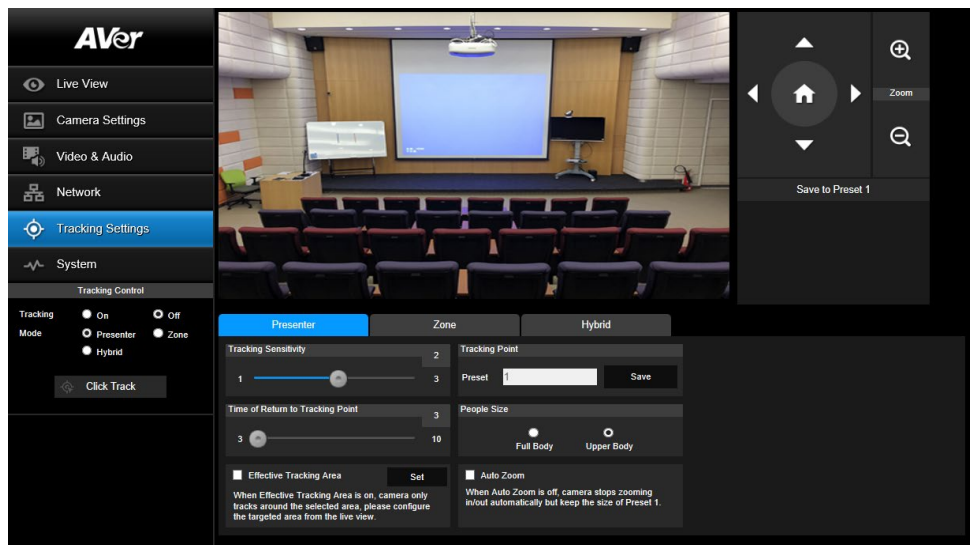 AVer
Live View
Camera Settings
Video & Audio
Network
Tracking Settings
System
Tracking Control
Tracking On Off
Mode Presenter Zone
Hybrid
Click Track
Zoom
Save to Preset 1
Presenter Zone Hybrid
Tracking Sensitivity
2
1 3
Tracking Point
Preset 1 Save
Time of Return to Tracking Point
3
3 10
People Size
Full Body Upper Body
Effective Tracking Area Set
When Effective Tracking Area is on, camera only
tracks around the selected area, please configure
the targeted area from the live view.
Auto Zoom
When Auto Zoom is off, camera stops zooming
in/out automatically but keep the size of Preset 1.